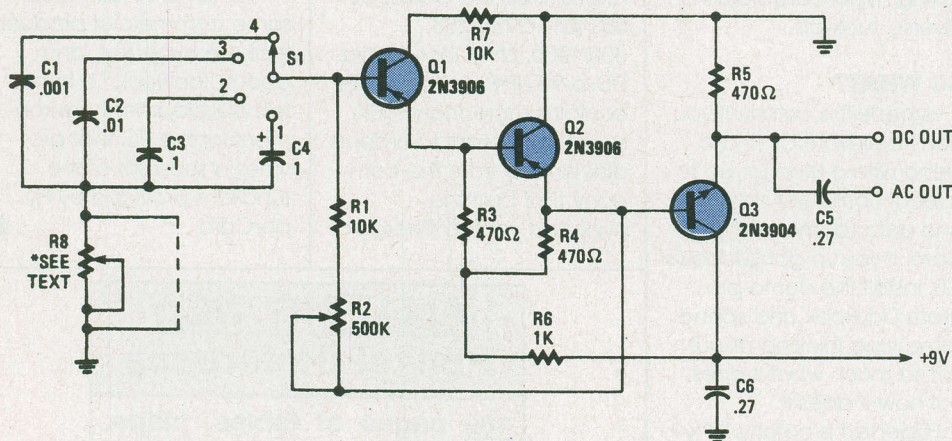 R7
10K
4
3
S1
2
1
+
C1
.001
C2
.01
C3
.1
C4
1
Q1
2N3906
Q2
2N3906
R5
470Ω
DC OUT
AC OUT
C5
.27
Q3
2N3904
R1
10K
R3
470Ω
R4
470Ω
R8
*SEE
TEXT
R2
500K
R6
1K
+9V
C6
.27